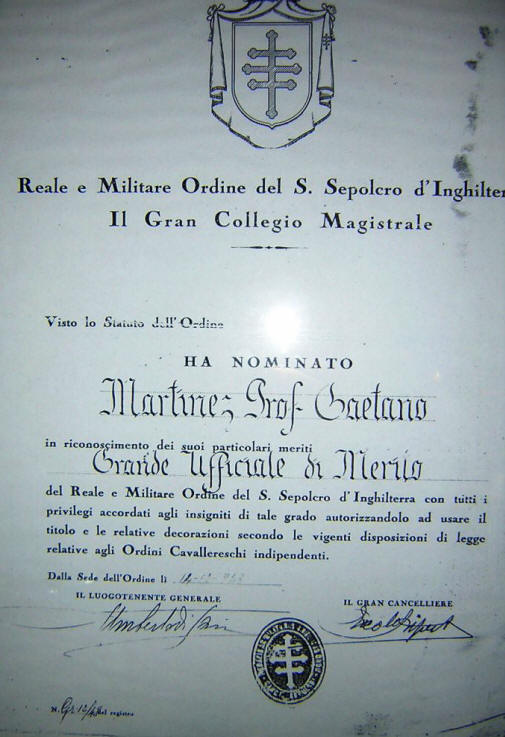 Reale e Militare Ordine del S. Sepolcro d'Inghilter
Il Gran Collegio Magistrale
Visto lo Statuto dell'Ordine
HA NOMINATO
Martinez Prof. Gaetano
in riconoscimento dei suoi particolari meriti
Grande Ufficiale di Merito
del Reale e Militare Ordine del S. Sepolcro d'Inghilterra con tutti i
privilegi accordati agli insigniti di tale grado autorizzandolo ad usare il
titolo e le relative decorazioni secondo le vigenti disposizioni di legge
relative agli Ordini Cavallereschi indipendenti.
Dalla Sede dell'Ordine lì
IL LUOGOTENENTE GENERALE
IL GRAN CANCELLIERE
N. del registro